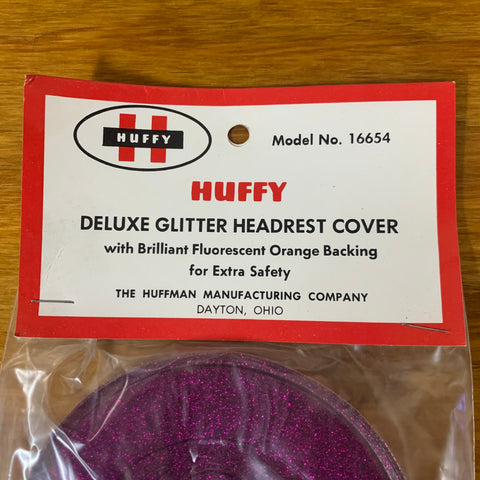 HUFFY
Model No. 16654
HUFFY
DELUXE GLITTER HEADREST COVER
with Brilliant Fluorescent Orange Backing
for Extra Safety
THE HUFFMAN MANUFACTURING COMPANY
DAYTON, OHIO